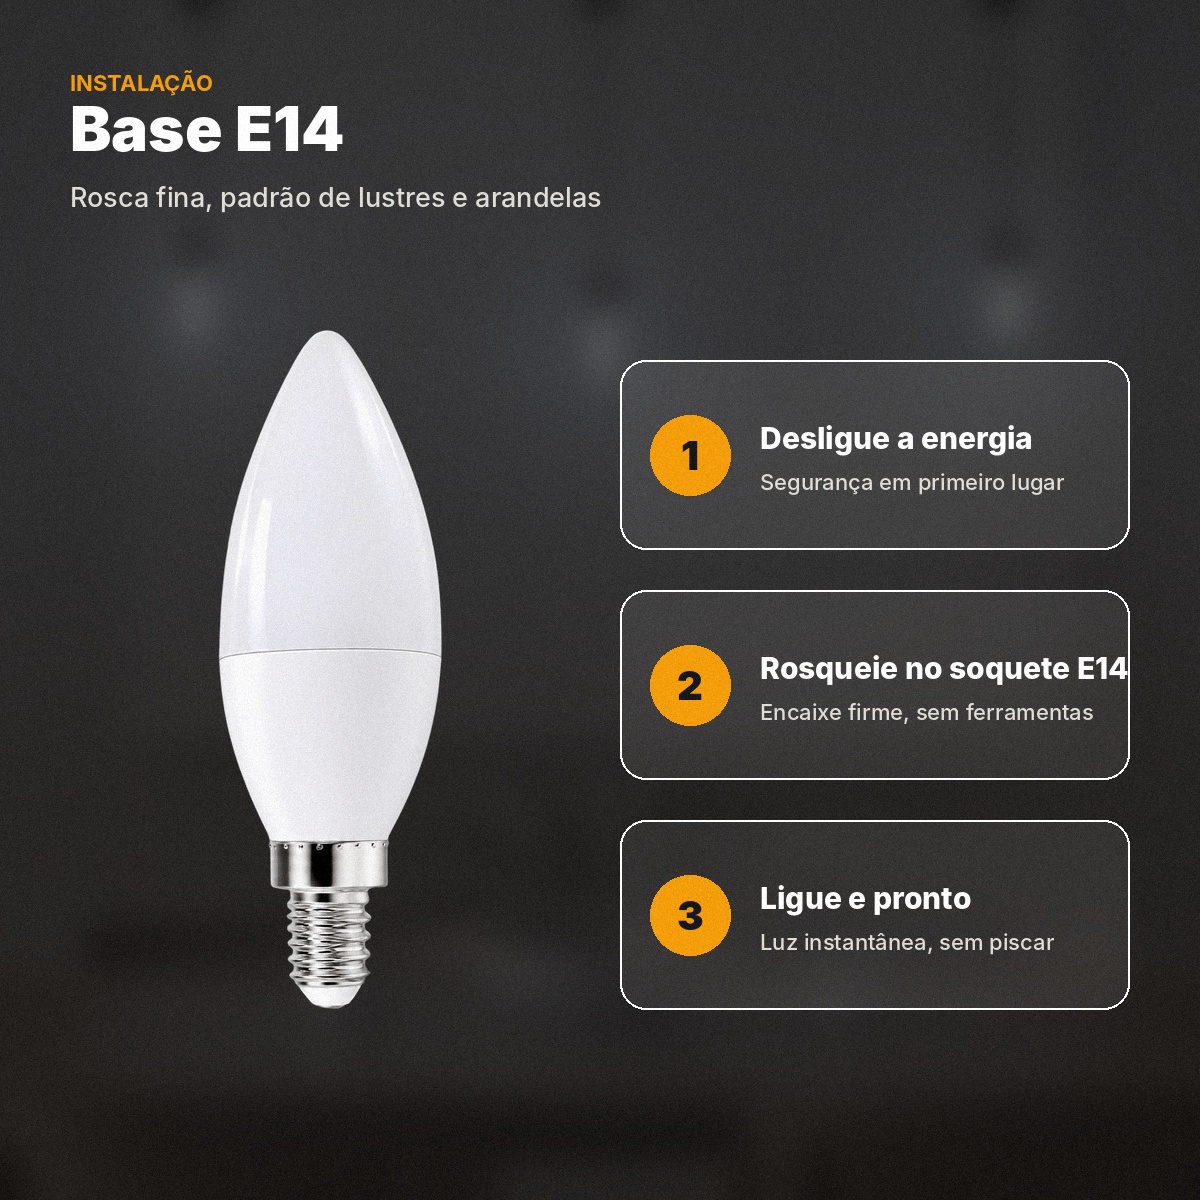 INSTALAÇÃO
Base E14
Rosca fina, padrão de lustres e arandelas
1
Desligue a energia
Segurança em primeiro lugar
2
Rosqueie no soquete E14
Encaixe firme, sem ferramentas
3
Ligue e pronto
Luz instantânea, sem piscar